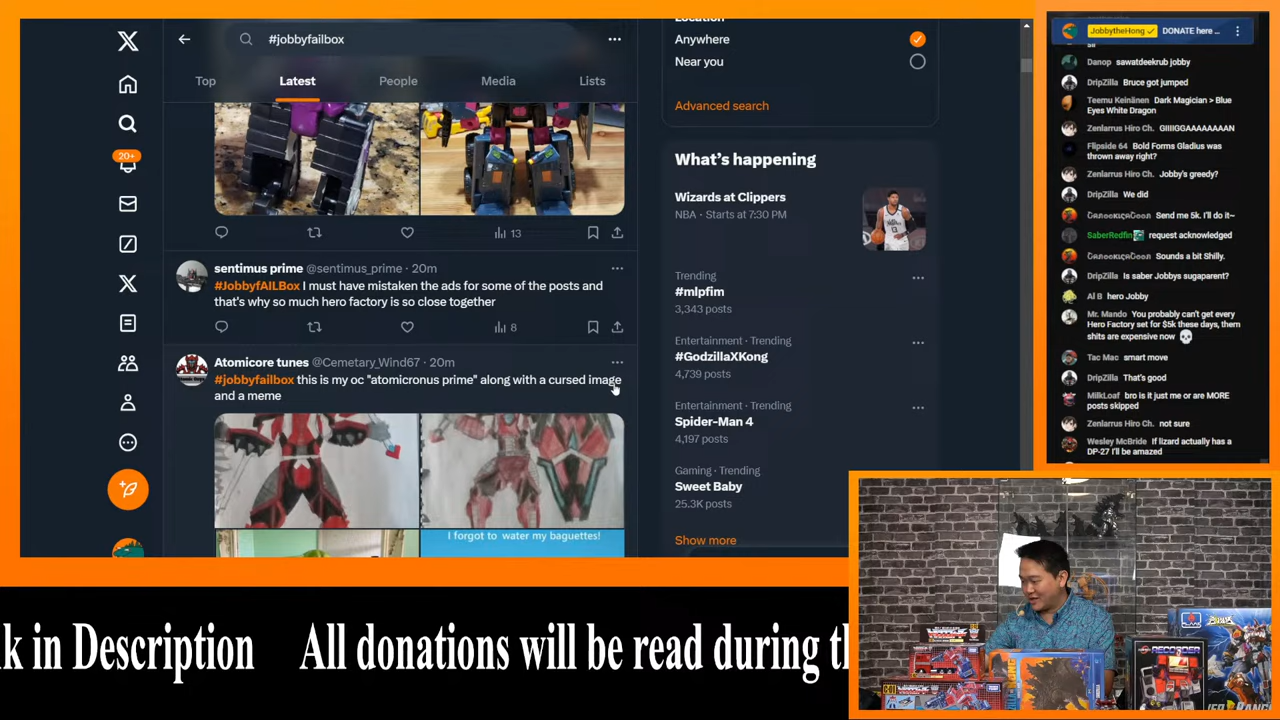 #jobbyfailbox
Top
Latest
People
Media
Lists
13
sentimus prime @sentimus_prime · 20m
#JobbyfAILBox I must have mistaken the ads for some of the posts and
that's why so much hero factory is so close together
8
Atomicore tunes @Cemetary_Wind67 · 20m
#jobbyfailbox this is my oc "atomicronus prime" along with a cursed image
and a meme
I forgot to water my baguettes!
20+
Location
Anywhere
Near you
Advanced search
What's happening
Wizards at Clippers
NBA · Starts at 7:30 PM
Trending
#mlpfim
3,343 posts
Entertainment · Trending
#GodzillaXKong
4,739 posts
Entertainment · Trending
Spider-Man 4
4,197 posts
Gaming · Trending
Sweet Baby
25.3K posts
Show more
JobbytheHong DONATE here ...
Danop sawatdeekrub jobby
DripZilla Bruce got jumped
Teemu Keinänen Dark Magician > Blue
Eyes White Dragon
Zenlarrus Hiro Ch. GIIIIGGAAAAAAAN
Flipside 64 Bold Forms Gladius was
thrown away right?
Zenlarrus Hiro Ch. Jobby's greedy?
DripZilla We did
Send me 5k. I'll do it~
SaberRedfin request acknowledged
Sounds a bit Shilly.
DripZilla Is saber Jobbys sugaparent?
Al B hero Jobby
Mr. Mando You probably can't get every
Hero Factory set for $5k these days, them
shits are expensive now 💀
Tac Mac smart move
DripZilla That's good
MilkLoaf bro is it just me or are MORE
posts skipped
Zenlarrus Hiro Ch. not sure
Wesley McBride If lizard actually has a
DP-27 I'll be amazed
RECORDER
k in Description All donations will be read during th